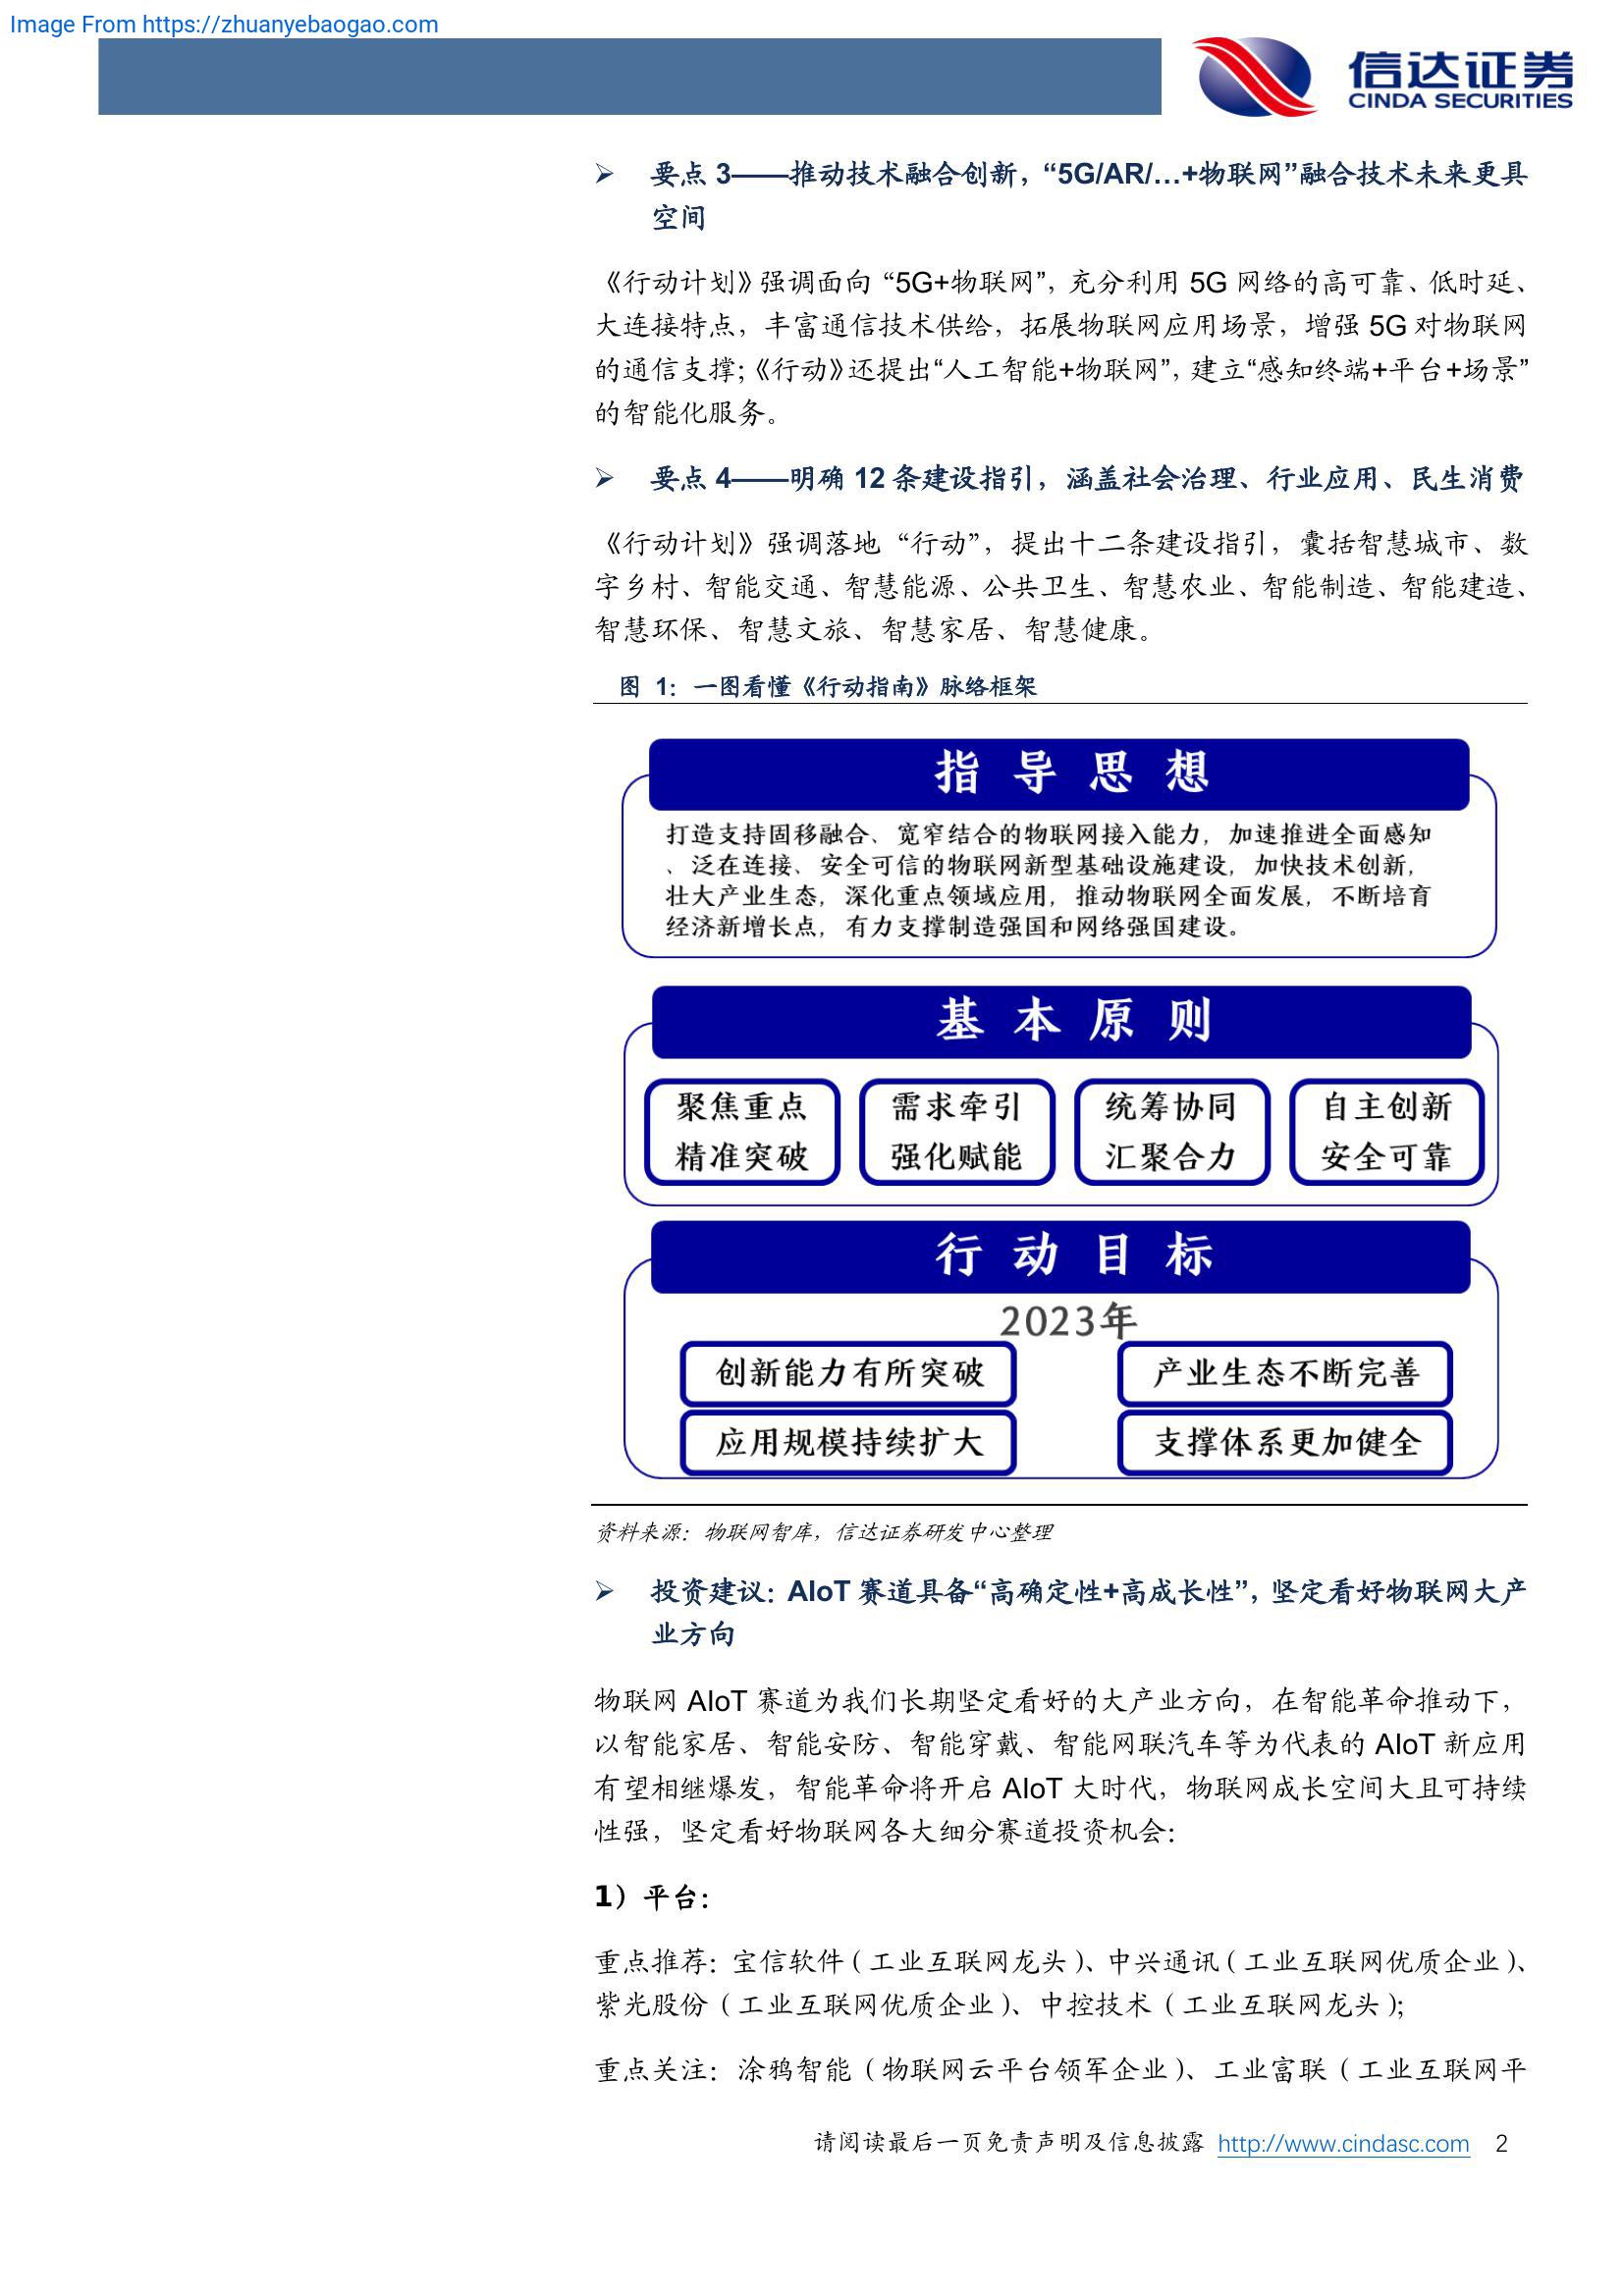 Image From https://zhuanyebaogao.com
信达证券
CINDA SECURITIES
➢ 要点 3——推动技术融合创新，“5G/AR/…+物联网”融合技术未来更具
空间
《行动计划》强调面向 “5G+物联网”，充分利用 5G 网络的高可靠、低时延、
大连接特点，丰富通信技术供给，拓展物联网应用场景，增强 5G 对物联网
的通信支撑；《行动》还提出“人工智能+物联网”，建立“感知终端+平台+场景”
的智能化服务。
➢ 要点 4——明确 12 条建设指引，涵盖社会治理、行业应用、民生消费
《行动计划》强调落地 “行动”，提出十二条建设指引，囊括智慧城市、数
字乡村、智能交通、智慧能源、公共卫生、智慧农业、智能制造、智能建造、
智慧环保、智慧文旅、智慧家居、智慧健康。
图 1：一图看懂《行动指南》脉络框架
指 导 思 想
打造支持固移融合、宽窄结合的物联网接入能力，加速推进全面感知
、泛在连接、安全可信的物联网新型基础设施建设，加快技术创新，
壮大产业生态，深化重点领域应用，推动物联网全面发展，不断培育
经济新增长点，有力支撑制造强国和网络强国建设。
基 本 原 则
聚焦重点
精准突破
需求牵引
强化赋能
统筹协同
汇聚合力
自主创新
安全可靠
行 动 目 标
2023年
创新能力有所突破
产业生态不断完善
应用规模持续扩大
支撑体系更加健全
资料来源：物联网智库，信达证券研发中心整理
➢ 投资建议：AIoT 赛道具备“高确定性+高成长性”，坚定看好物联网大产
业方向
物联网 AIoT 赛道为我们长期坚定看好的大产业方向，在智能革命推动下，
以智能家居、智能安防、智能穿戴、智能网联汽车等为代表的 AIoT 新应用
有望相继爆发，智能革命将开启 AIoT 大时代，物联网成长空间大且可持续
性强，坚定看好物联网各大细分赛道投资机会：
1）平台：
重点推荐：宝信软件（工业互联网龙头）、中兴通讯（工业互联网优质企业）、
紫光股份（工业互联网优质企业）、中控技术（工业互联网龙头）；
重点关注：涂鸦智能（物联网云平台领军企业）、工业富联（工业互联网平
请阅读最后一页免责声明及信息披露 http://www.cindasc.com 2